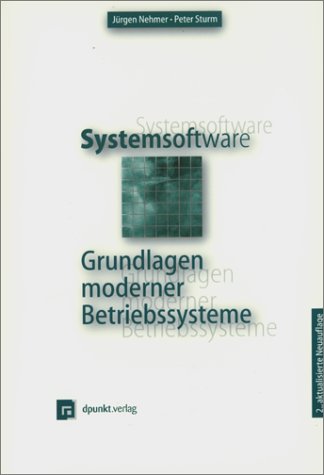 Jürgen Nehmer · Peter Sturm
Systemsoftware
Systemsoftware
Grundlagen
Grundlagen
moderner
moderner
Betriebssysteme
Betriebssysteme
2. aktualisierte Neuauflage
dpunkt.verlag